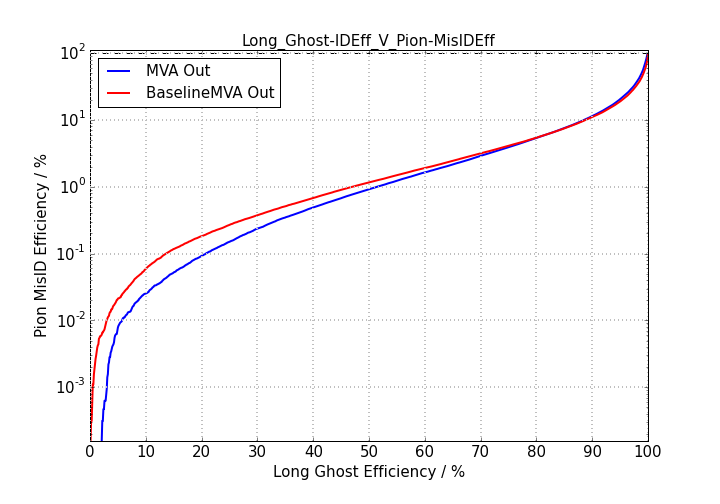 Long_Ghost-IDEff_V_Pion-MisIDEff
MVA Out
BaselineMVA Out
Pion MisID Efficiency / %
10²
10¹
10⁰
10⁻¹
10⁻²
10⁻³
0 10 20 30 40 50 60 70 80 90 100
Long Ghost Efficiency / %